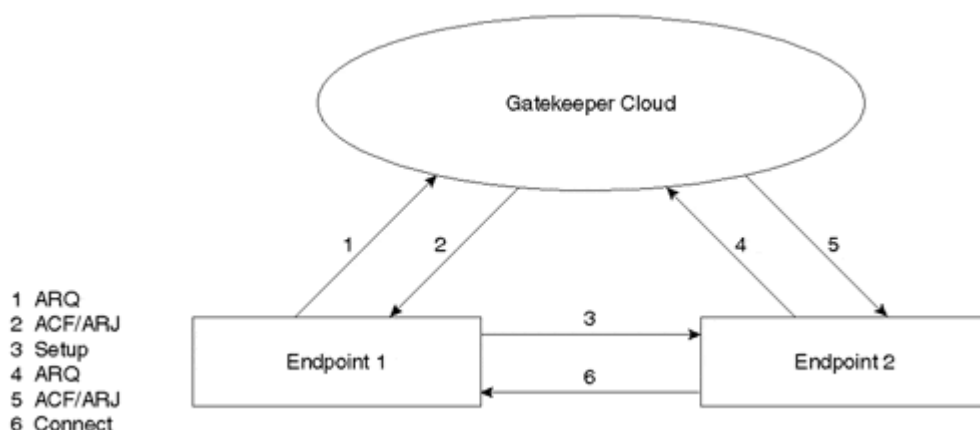 Gatekeeper Cloud
1
2
4
5
3
Endpoint 1
Endpoint 2
6
1 ARQ
2 ACF/ARJ
3 Setup
4 ARQ
5 ACF/ARJ
6 Connect